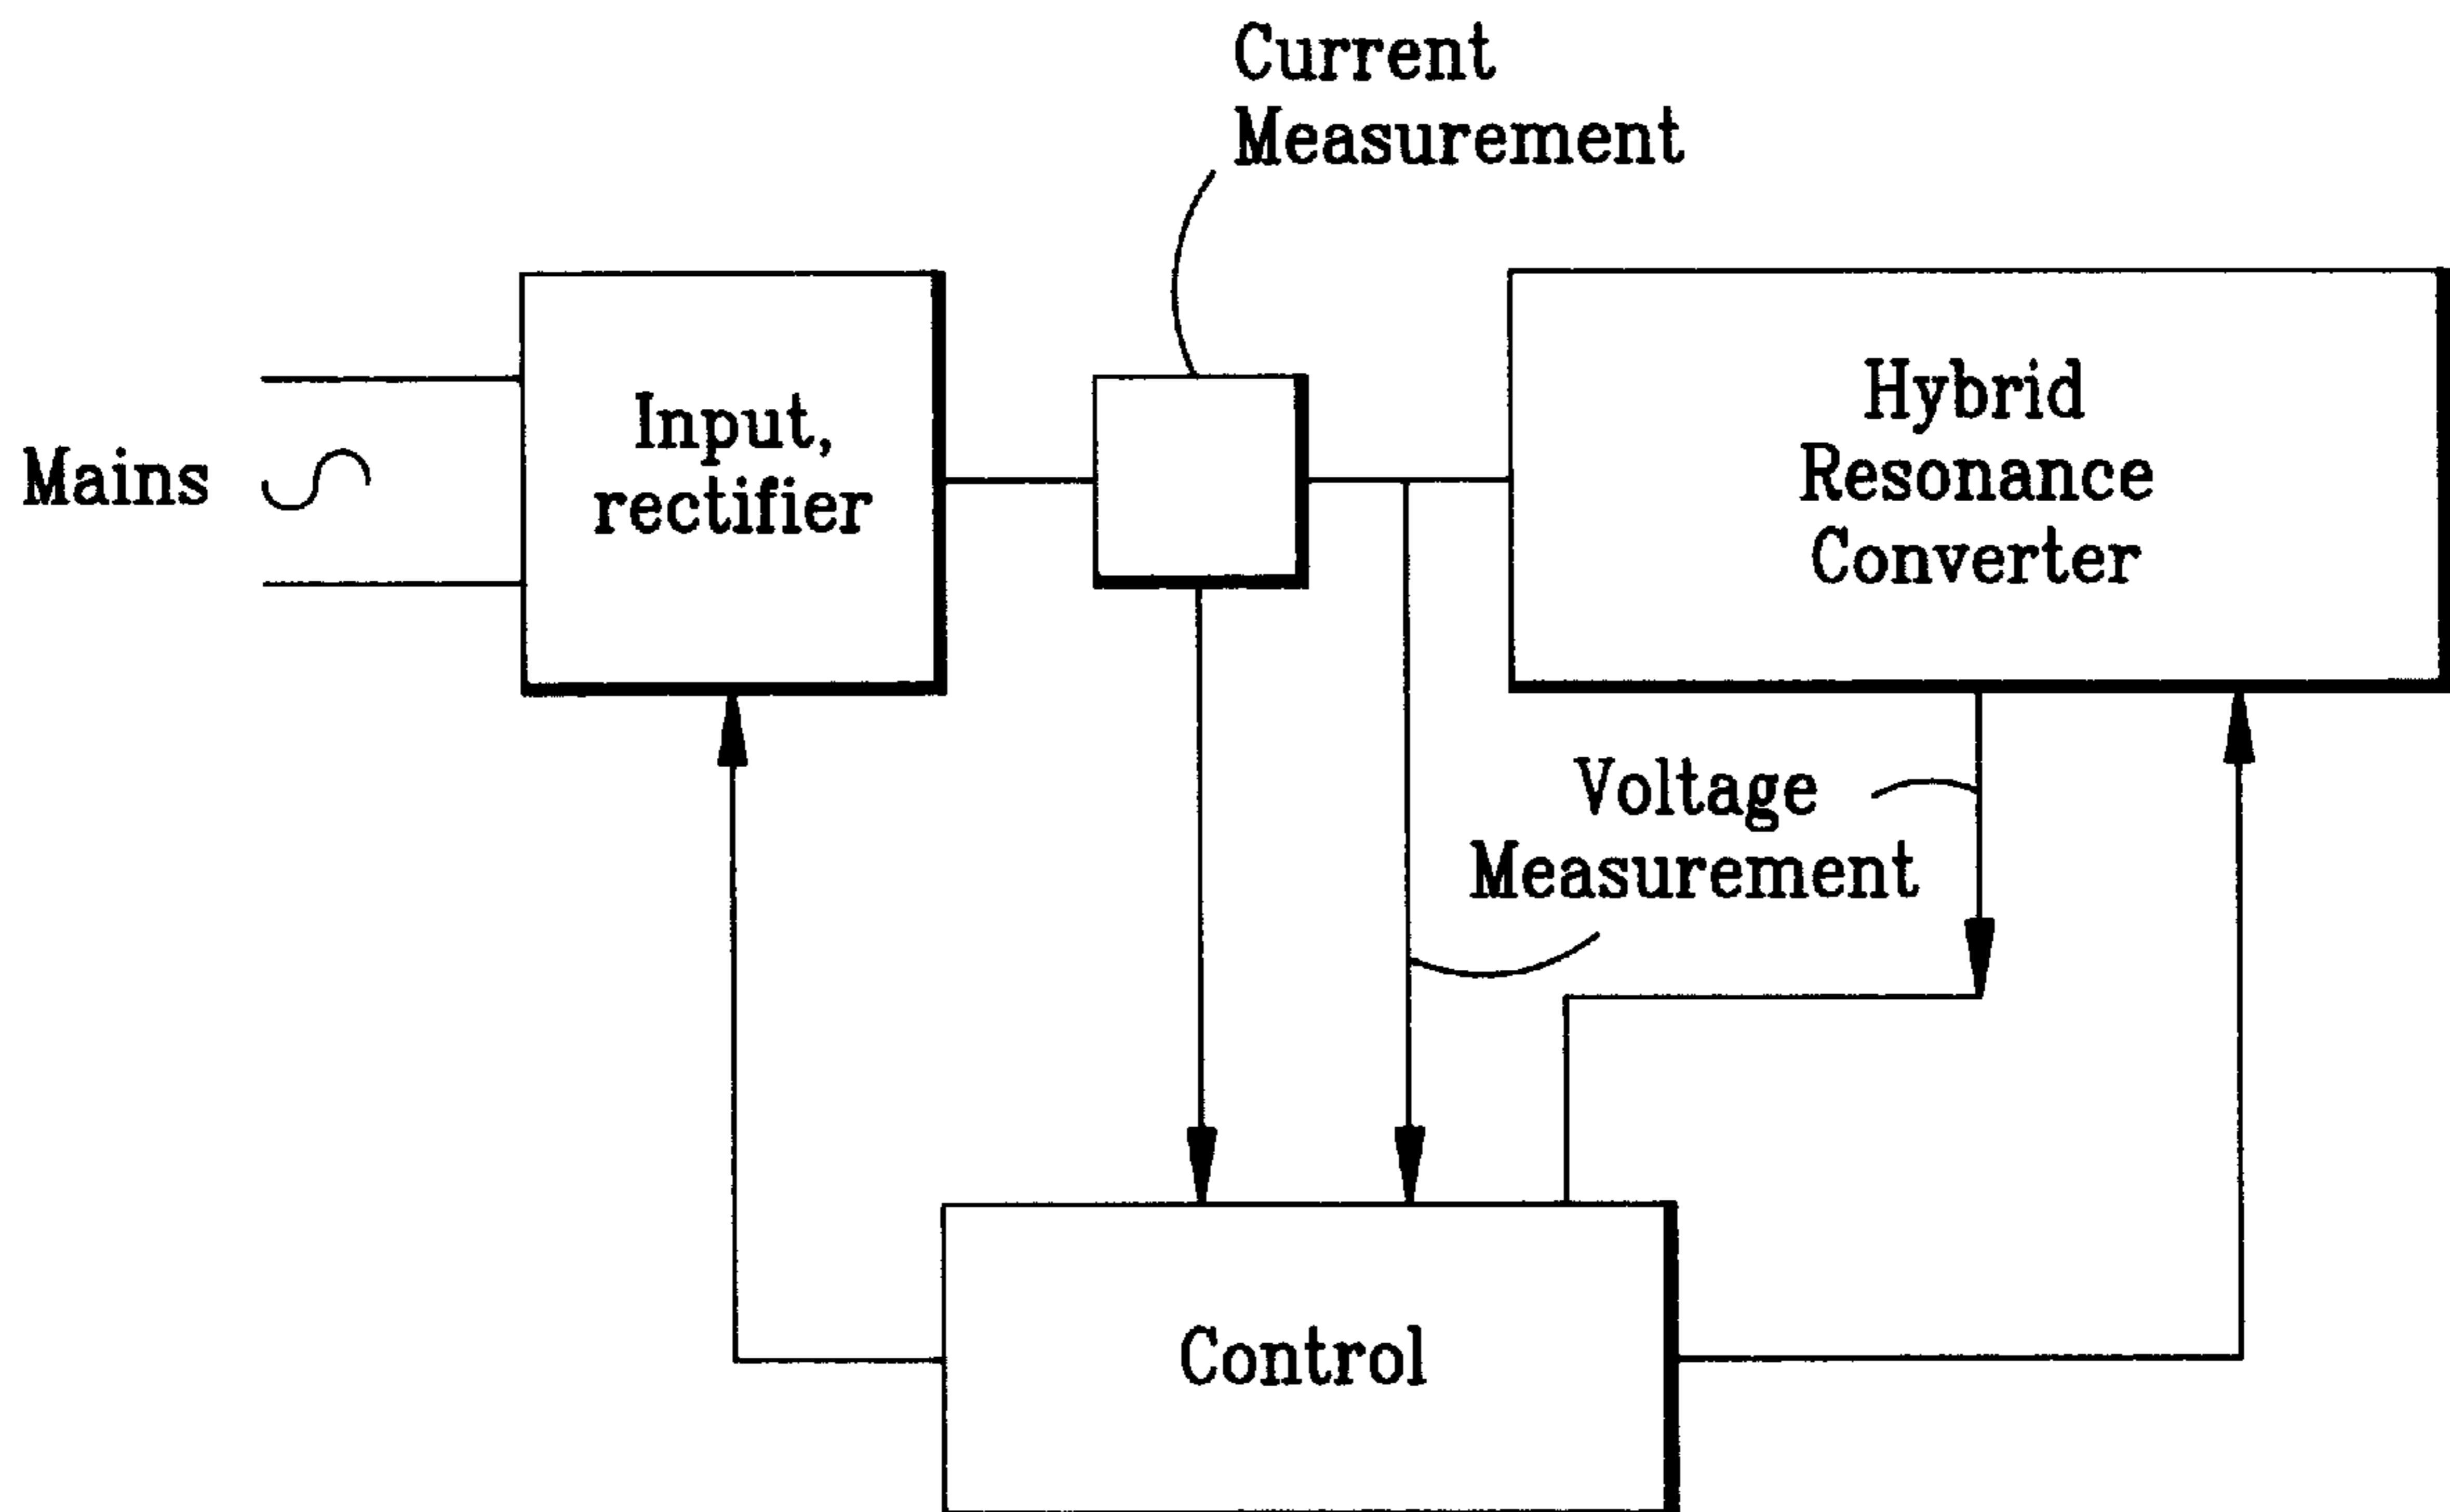 Current
Measurement
Mains
Input,
rectifier
Hybrid
Resonance
Converter
Voltage
Measurement
Control